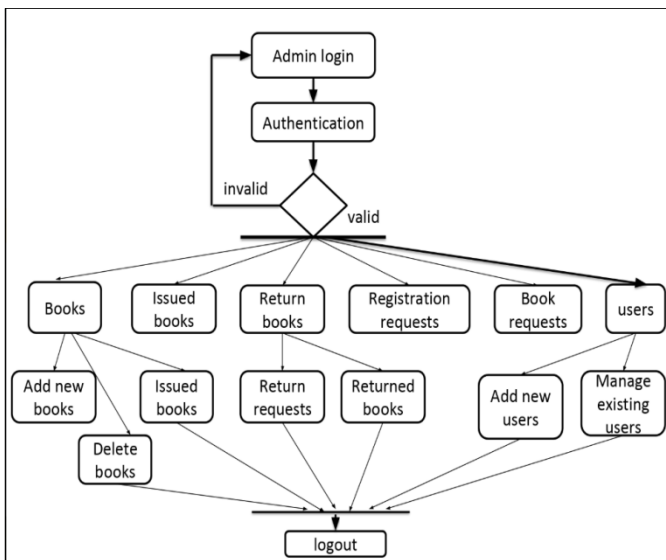 Admin login
Authentication
invalid
valid
Books
Issued
books
Return
books
Registration
requests
Book
requests
users
Add new
books
Issued
books
Return
requests
Returned
books
Add new
users
Manage
existing
users
Delete
books
logout